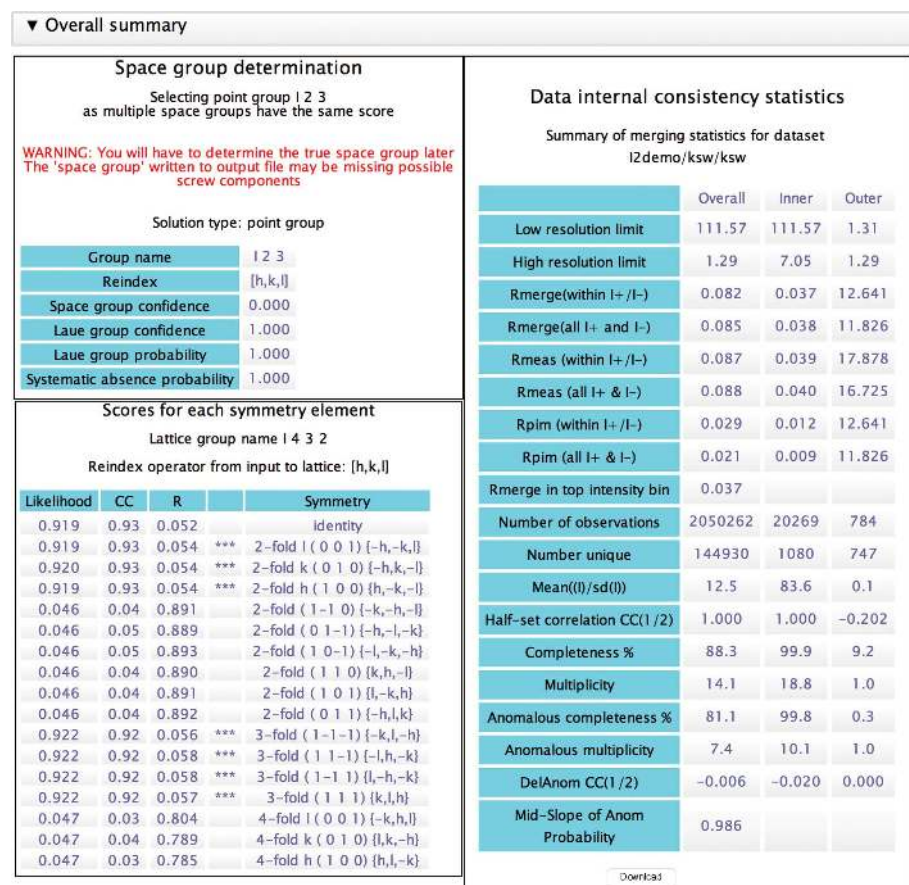 ▼ Overall summary
Space group determination
Selecting point group I 2 3
as multiple space groups have the same score
WARNING: You will have to determine the true space group later
The 'space group' written to output file may be missing possible
screw components
Solution type: point group
Group name I 2 3
Reindex [h,k,l]
Space group confidence 0.000
Laue group confidence 1.000
Laue group probability 1.000
Systematic absence probability 1.000
Scores for each symmetry element
Lattice group name I 4 3 2
Reindex operator from input to lattice: [h,k,l]
Likelihood CC R Symmetry
0.919 0.93 0.052 identity
0.919 0.93 0.054 *** 2-fold l ( 0 0 1) {-h,-k,l}
0.920 0.93 0.054 *** 2-fold k ( 0 1 0) {-h,k,-l}
0.919 0.93 0.054 *** 2-fold h ( 1 0 0) {h,-k,-l}
0.046 0.04 0.891 2-fold ( 1-1 0) {-k,-h,-l}
0.046 0.05 0.889 2-fold ( 0 1-1) {-h,-l,-k}
0.046 0.05 0.893 2-fold ( 1 0-1) {-l,-k,-h}
0.046 0.04 0.890 2-fold ( 1 1 0) {k,h,-l}
0.046 0.04 0.891 2-fold ( 1 0 1) {l,-k,h}
0.046 0.04 0.892 2-fold ( 0 1 1) {-h,l,k}
0.922 0.92 0.056 *** 3-fold ( 1-1-1) {-k,l,-h}
0.922 0.92 0.058 *** 3-fold ( 1 1-1) {-l,h,-k}
0.922 0.92 0.058 *** 3-fold ( 1-1 1) {l,-h,-k}
0.922 0.92 0.057 *** 3-fold ( 1 1 1) {k,l,h}
0.047 0.03 0.804 4-fold l ( 0 0 1) {-k,h,l}
0.047 0.04 0.789 4-fold k ( 0 1 0) {l,k,-h}
0.047 0.03 0.785 4-fold h ( 1 0 0) {h,l,-k}
Data internal consistency statistics
Summary of merging statistics for dataset
I2demo/ksw/ksw
Overall Inner Outer
Low resolution limit 111.57 111.57 1.31
High resolution limit 1.29 7.05 1.29
Rmerge(within I+/I-) 0.082 0.037 12.641
Rmerge(all I+ and I-) 0.085 0.038 11.826
Rmeas (within I+/I-) 0.087 0.039 17.878
Rmeas (all I+ & I-) 0.088 0.040 16.725
Rpim (within I+/I-) 0.029 0.012 12.641
Rpim (all I+ & I-) 0.021 0.009 11.826
Rmerge in top intensity bin 0.037
Number of observations 2050262 20269 784
Number unique 144930 1080 747
Mean((I)/sd(I)) 12.5 83.6 0.1
Half-set correlation CC(1/2) 1.000 1.000 -0.202
Completeness % 88.3 99.9 9.2
Multiplicity 14.1 18.8 1.0
Anomalous completeness % 81.1 99.8 0.3
Anomalous multiplicity 7.4 10.1 1.0
DelAnom CC(1/2) -0.006 -0.020 0.000
Mid-Slope of Anom
Probability 0.986
Download